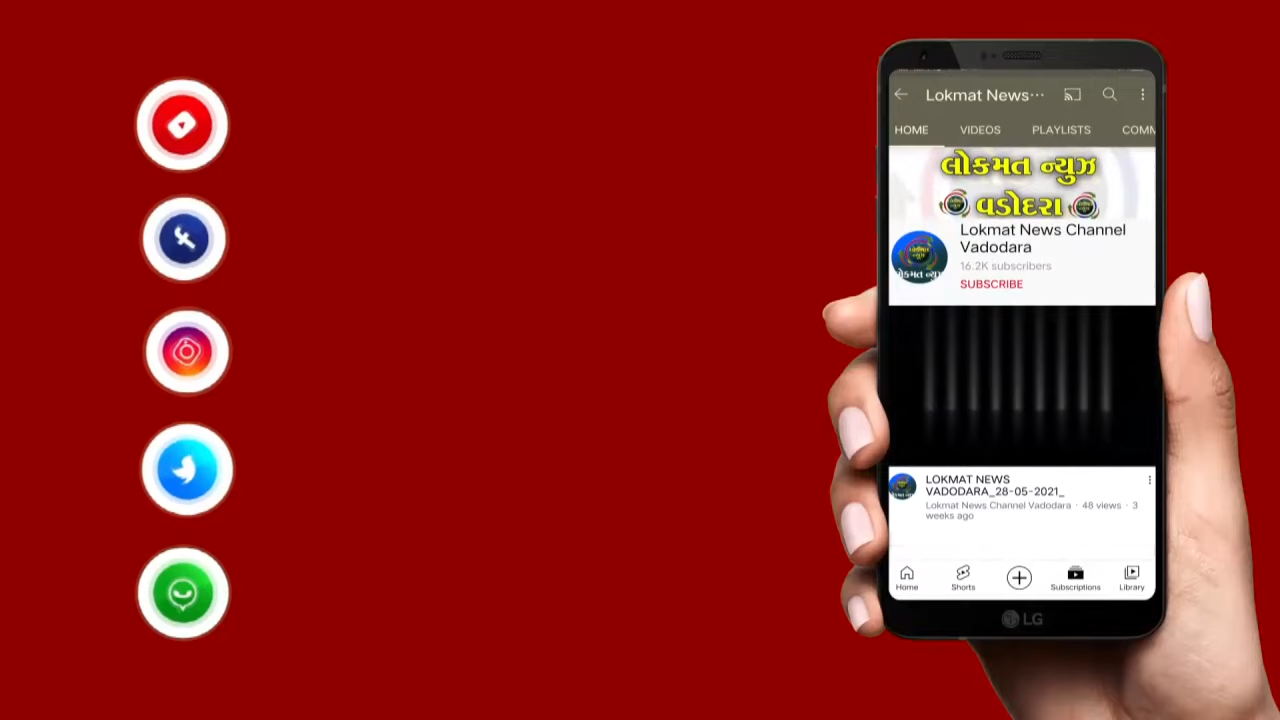 Lokmat News...
HOME VIDEOS PLAYLISTS COMM
લોકમત ન્યુઝ
વડોદરા
Lokmat News Channel
Vadodara
16.2K subscribers
SUBSCRIBE
LOKMAT NEWS
VADODARA_28-05-2021_
Lokmat News Channel Vadodara · 48 views · 3
weeks ago
Home Shorts Subscriptions Library
LG